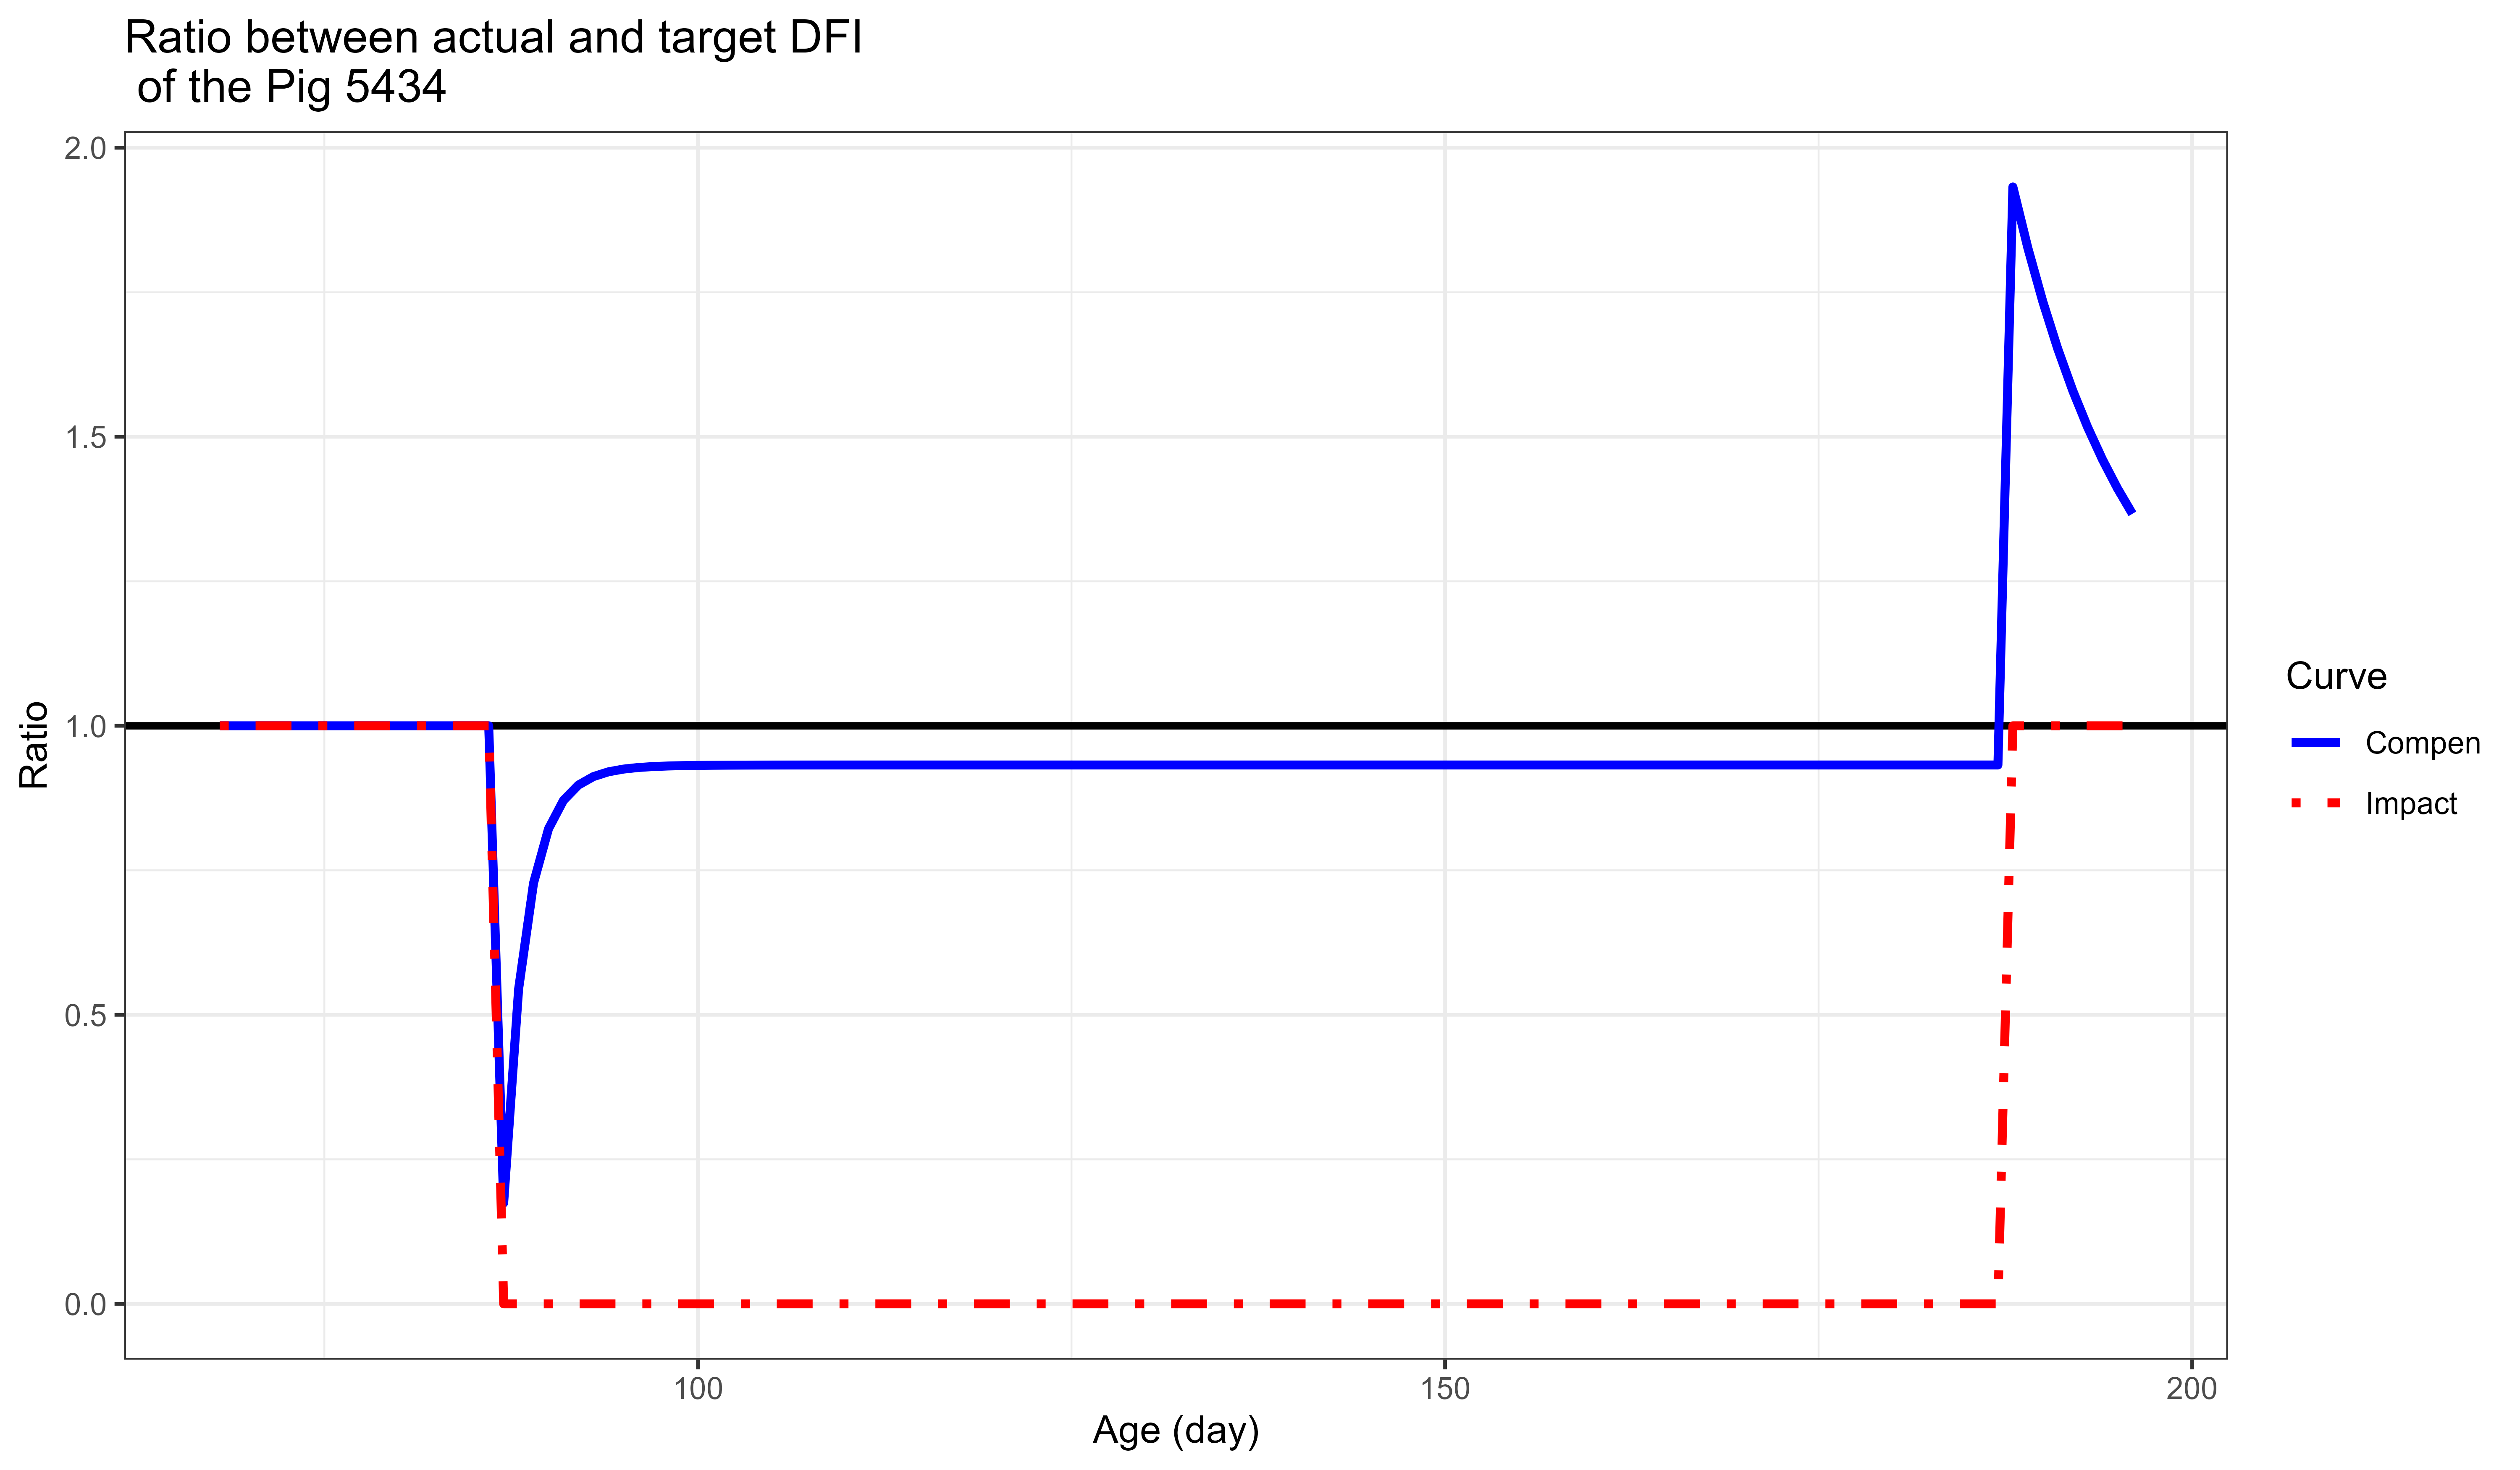 Ratio between actual and target DFI
of the Pig 5434
2.0
1.5
1.0
0.5
0.0
Ratio
100
150
200
Age (day)
Curve
Compen
Impact